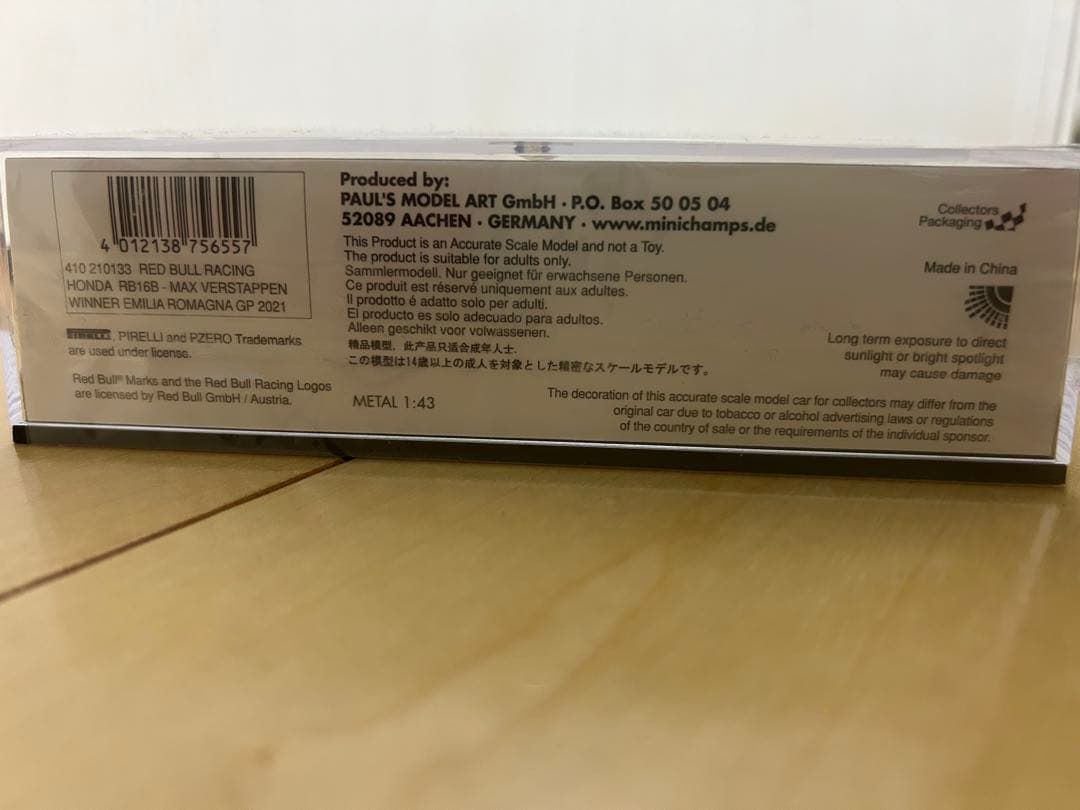 4 012138 756557
410 210133 RED BULL RACING
HONDA RB16B - MAX VERSTAPPEN
WINNER EMILIA ROMAGNA GP 2021
, PIRELLI and PZERO Trademarks
are used under license.
Red Bull® Marks and the Red Bull Racing Logos
are licensed by Red Bull GmbH / Austria.
Produced by:
PAUL'S MODEL ART GmbH · P.O. Box 50 05 04
52089 AACHEN · GERMANY · www.minichamps.de
This Product is an Accurate Scale Model and not a Toy.
The product is suitable for adults only.
Sammlermodell. Nur geeignet für erwachsene Personen.
Ce produit est réservé uniquement aux adultes.
Il prodotto é adatto solo per adulti.
El producto es solo adecuado para adultos.
Alleen geschikt voor volwassenen.
精品模型，此产品只适合成年人士.
この模型は14歳以上の成人を対象とした精密なスケールモデルです。
METAL 1:43
Collectors
Packaging
Made in China
Long term exposure to direct
sunlight or bright spotlight
may cause damage
The decoration of this accurate scale model car for collectors may differ from the
original car due to tobacco or alcohol advertising laws or regulations
of the country of sale or the requirements of the individual sponsor.